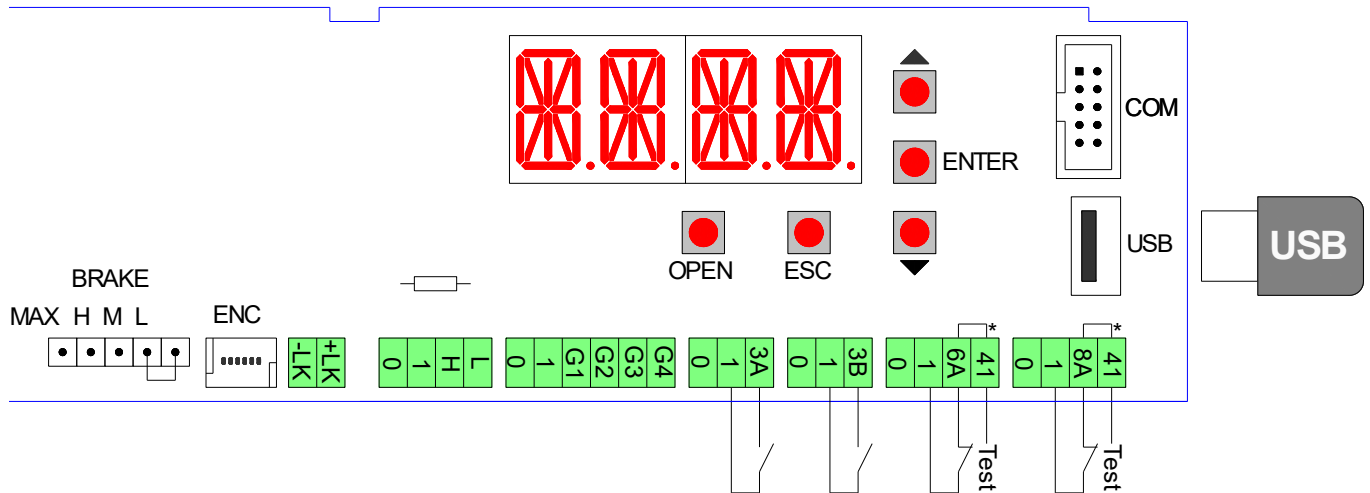 COM
ENTER
USB
USB
OPEN ESC
BRAKE
MAX H M L
ENC
-LK +LK
0 1 H L
0 1 G1 G2 G3 G4
0 1 3A
0 1 3B
0 1 6A 41
*
0 1 8A 41
*
Test
Test